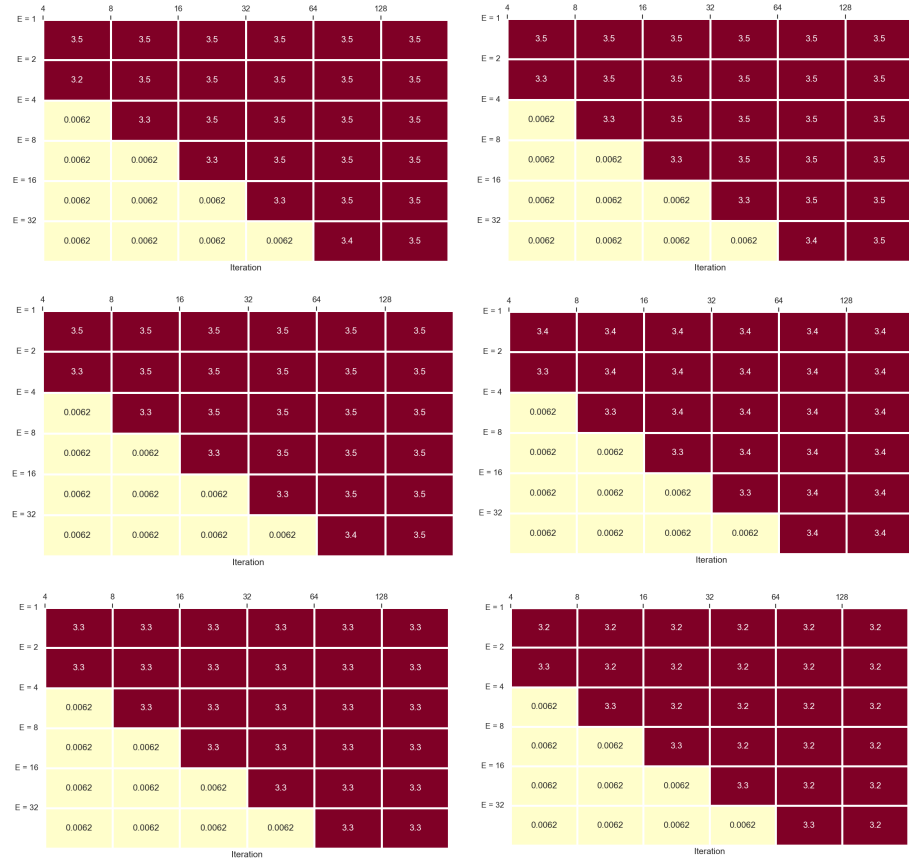 4 8 16 32 64 128
E = 1
3.5 3.5 3.5 3.5 3.5 3.5
E = 2
3.2 3.5 3.5 3.5 3.5 3.5
E = 4
0.0062 3.3 3.5 3.5 3.5 3.5
E = 8
0.0062 0.0062 3.3 3.5 3.5 3.5
E = 16
0.0062 0.0062 0.0062 3.3 3.5 3.5
E = 32
0.0062 0.0062 0.0062 0.0062 3.4 3.5
Iteration
4 8 16 32 64 128
E = 1
3.5 3.5 3.5 3.5 3.5 3.5
E = 2
3.3 3.5 3.5 3.5 3.5 3.5
E = 4
0.0062 3.3 3.5 3.5 3.5 3.5
E = 8
0.0062 0.0062 3.3 3.5 3.5 3.5
E = 16
0.0062 0.0062 0.0062 3.3 3.5 3.5
E = 32
0.0062 0.0062 0.0062 0.0062 3.4 3.5
Iteration
4 8 16 32 64 128
E = 1
3.5 3.5 3.5 3.5 3.5 3.5
E = 2
3.3 3.5 3.5 3.5 3.5 3.5
E = 4
0.0062 3.3 3.5 3.5 3.5 3.5
E = 8
0.0062 0.0062 3.3 3.5 3.5 3.5
E = 16
0.0062 0.0062 0.0062 3.3 3.5 3.5
E = 32
0.0062 0.0062 0.0062 0.0062 3.4 3.5
Iteration
4 8 16 32 64 128
E = 1
3.4 3.4 3.4 3.4 3.4 3.4
E = 2
3.3 3.4 3.4 3.4 3.4 3.4
E = 4
0.0062 3.3 3.4 3.4 3.4 3.4
E = 8
0.0062 0.0062 3.3 3.4 3.4 3.4
E = 16
0.0062 0.0062 0.0062 3.3 3.4 3.4
E = 32
0.0062 0.0062 0.0062 0.0062 3.4 3.4
Iteration
4 8 16 32 64 128
E = 1
3.3 3.3 3.3 3.3 3.3 3.3
E = 2
3.3 3.3 3.3 3.3 3.3 3.3
E = 4
0.0062 3.3 3.3 3.3 3.3 3.3
E = 8
0.0062 0.0062 3.3 3.3 3.3 3.3
E = 16
0.0062 0.0062 0.0062 3.3 3.3 3.3
E = 32
0.0062 0.0062 0.0062 0.0062 3.3 3.3
Iteration
4 8 16 32 64 128
E = 1
3.2 3.2 3.2 3.2 3.2 3.2
E = 2
3.3 3.2 3.2 3.2 3.2 3.2
E = 4
0.0062 3.3 3.2 3.2 3.2 3.2
E = 8
0.0062 0.0062 3.3 3.2 3.2 3.2
E = 16
0.0062 0.0062 0.0062 3.3 3.2 3.2
E = 32
0.0062 0.0062 0.0062 0.0062 3.3 3.2
Iteration